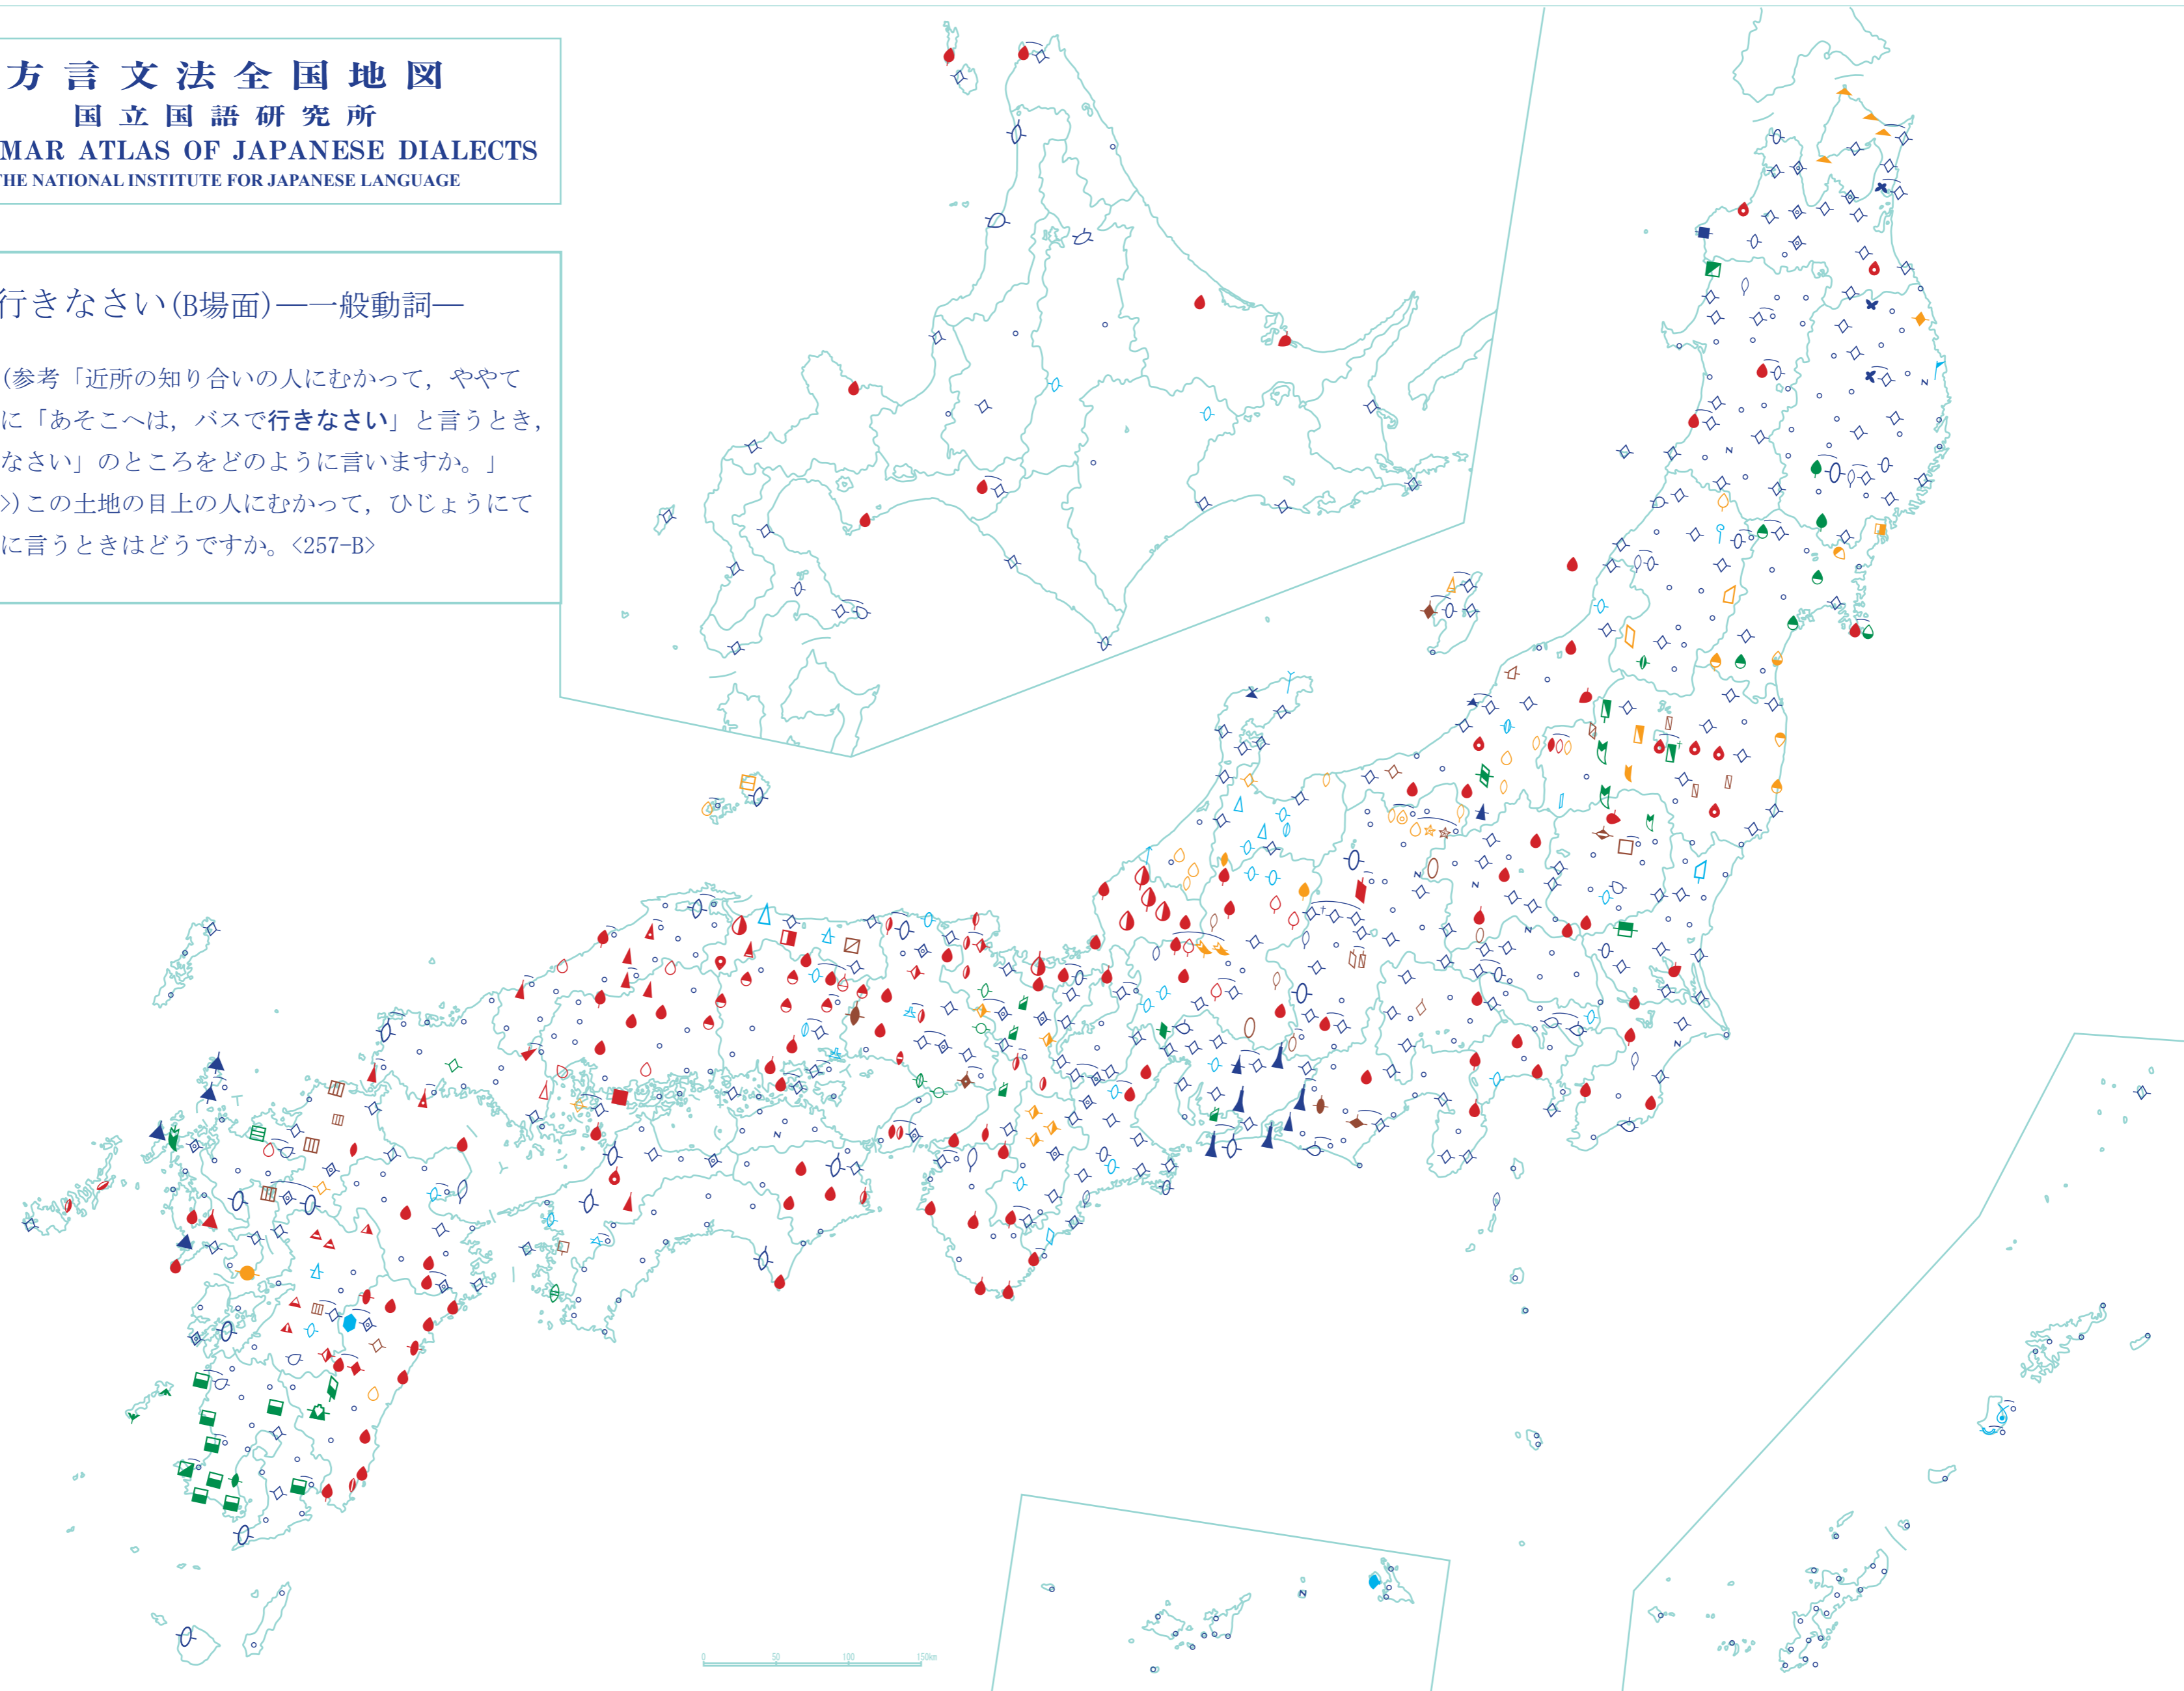 方言文法全国地図
国立国語研究所
MAR ATLAS OF JAPANESE DIALECTS
THE NATIONAL INSTITUTE FOR JAPANESE LANGUAGE
行きなさい(B場面)―一般動詞―
(参考「近所の知り合いの人にむかって，ややて
に「あそこへは，バスで行きなさい」と言うとき，
なさい」のところをどのように言いますか。」
>)この土地の目上の人にむかって，ひじょうにて
に言うときはどうですか。<257-B>
0 50 100 150km